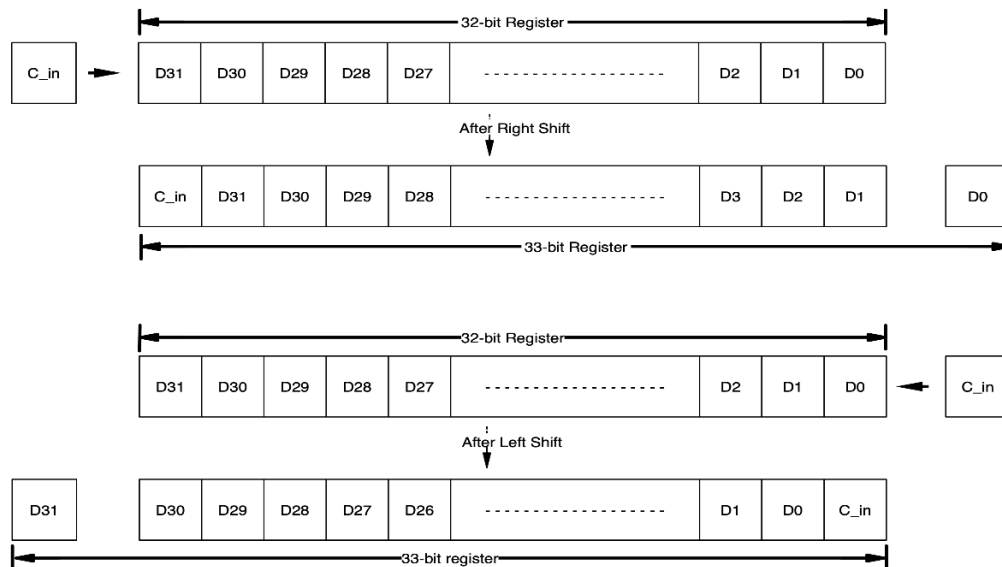 32-bit Register
C_in D31 D30 D29 D28 D27 D2 D1 D0
After Right Shift
C_in D31 D30 D29 D28 D3 D2 D1 D0
33-bit Register
32-bit Register
D31 D30 D29 D28 D27 D2 D1 D0 C_in
After Left Shift
D31 D30 D29 D28 D27 D26 D1 D0 C_in
33-bit register